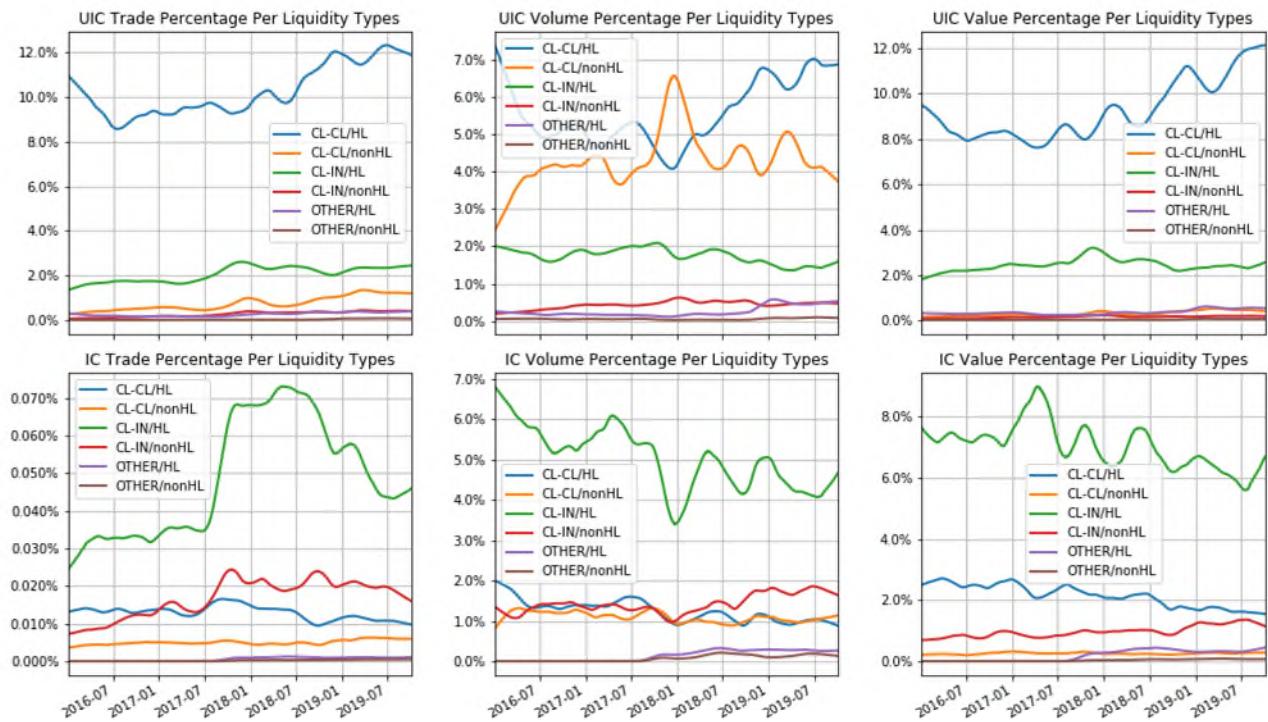 UIC Trade Percentage Per Liquidity Types
12.0%
10.0%
8.0%
6.0%
4.0%
2.0%
0.0%
CL-CL/HL
CL-CL/nonHL
CL-IN/HL
CL-IN/nonHL
OTHER/HL
OTHER/nonHL
UIC Volume Percentage Per Liquidity Types
7.0%
6.0%
5.0%
4.0%
3.0%
2.0%
1.0%
0.0%
CL-CL/HL
CL-CL/nonHL
CL-IN/HL
CL-IN/nonHL
OTHER/HL
OTHER/nonHL
UIC Value Percentage Per Liquidity Types
12.0%
10.0%
8.0%
6.0%
4.0%
2.0%
0.0%
CL-CL/HL
CL-CL/nonHL
CL-IN/HL
CL-IN/nonHL
OTHER/HL
OTHER/nonHL
IC Trade Percentage Per Liquidity Types
0.070%
0.060%
0.050%
0.040%
0.030%
0.020%
0.010%
0.000%
CL-CL/HL
CL-CL/nonHL
CL-IN/HL
CL-IN/nonHL
OTHER/HL
OTHER/nonHL
2016-07
2017-01
2017-07
2018-01
2018-07
2019-01
2019-07
IC Volume Percentage Per Liquidity Types
7.0%
6.0%
5.0%
4.0%
3.0%
2.0%
1.0%
0.0%
CL-CL/HL
CL-CL/nonHL
CL-IN/HL
CL-IN/nonHL
OTHER/HL
OTHER/nonHL
2016-07
2017-01
2017-07
2018-01
2018-07
2019-01
2019-07
IC Value Percentage Per Liquidity Types
8.0%
6.0%
4.0%
2.0%
0.0%
CL-CL/HL
CL-CL/nonHL
CL-IN/HL
CL-IN/nonHL
OTHER/HL
OTHER/nonHL
2016-07
2017-01
2017-07
2018-01
2018-07
2019-01
2019-07